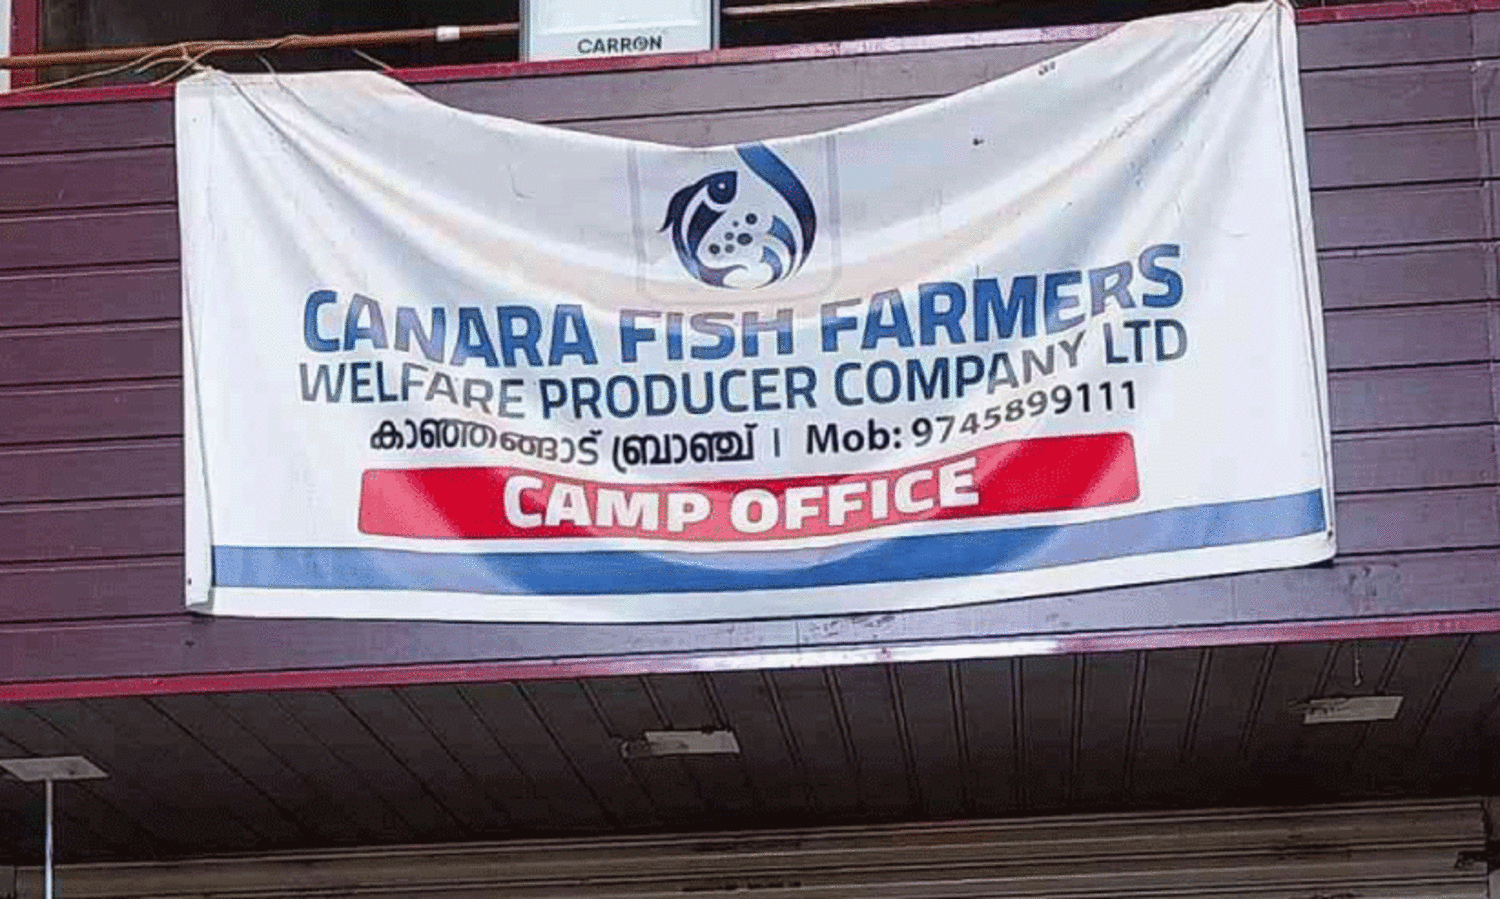 CARRON
CANARA FISH FARMERS
WELFARE PRODUCER COMPANY LTD
കാഞ്ഞങ്ങാട് ബ്രാഞ്ച് | Mob: 9745899111
CAMP OFFICE